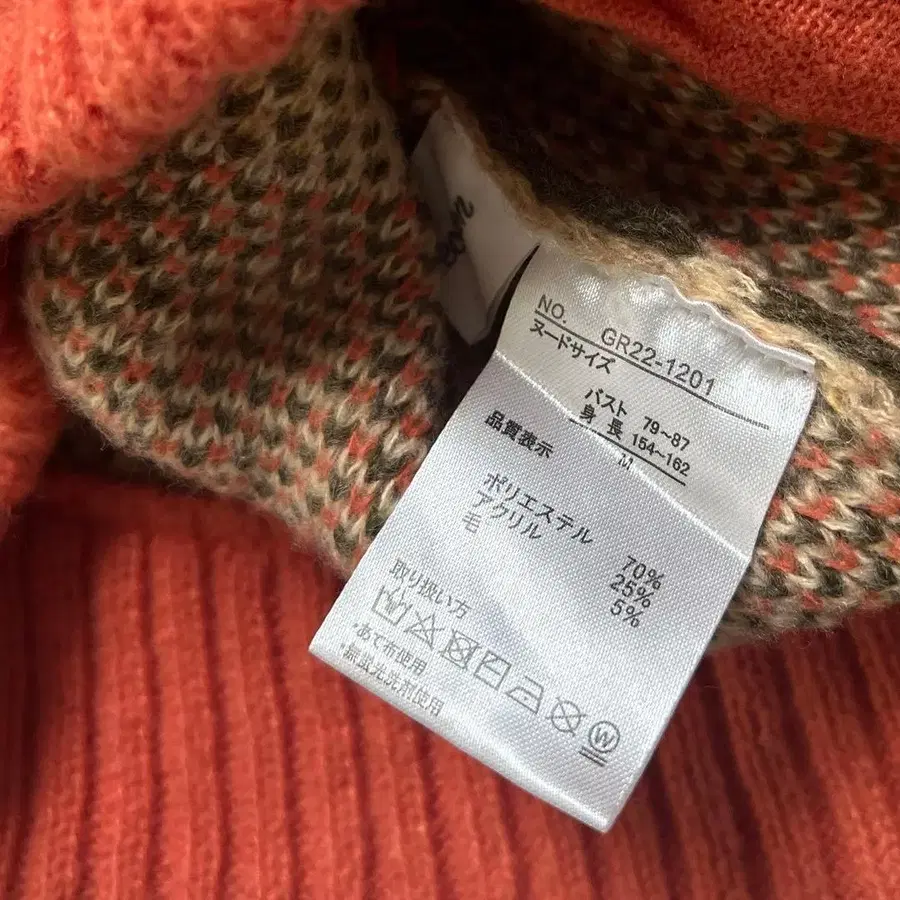 NO. GR22-1201
ヌードサイズ
バスト 79~87
身長 154~162
M
品質表示
ポリエステル 70%
アクリル 25%
毛 5%
取り扱い方
W
*あて布使用
*無蛍光洗剤使用